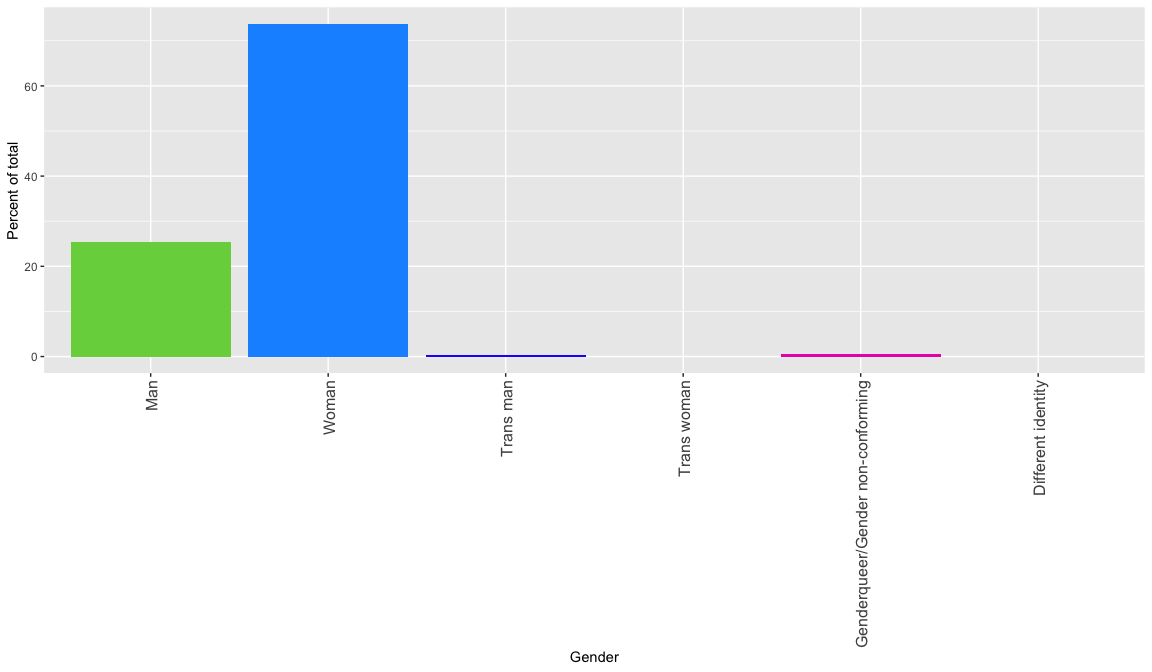 Percent of total
60
40
20
0
Man
Woman
Trans man
Trans woman
Genderqueer/Gender non-conforming
Different identity
Gender